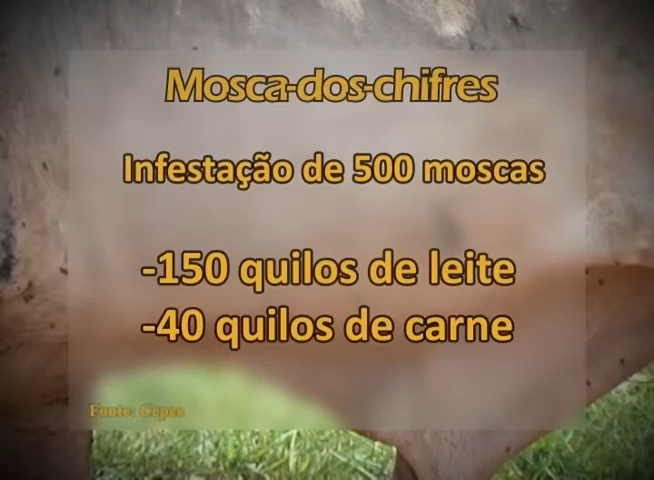 Mosca-dos-chifres
Infestação de 500 moscas
-150 quilos de leite
-40 quilos de carne
Fonte: Cepea